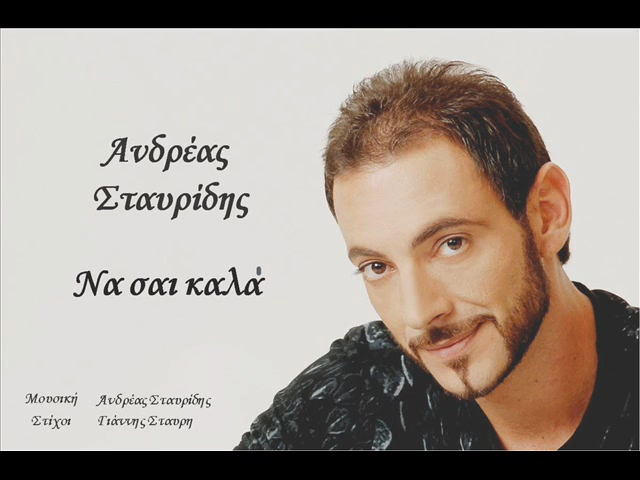 Ανδρέας
Σταυρίδης
Να σαι καλά
Μουσική Ανδρέας Σταυρίδης
Στίχοι Γιάννης Σταυρη